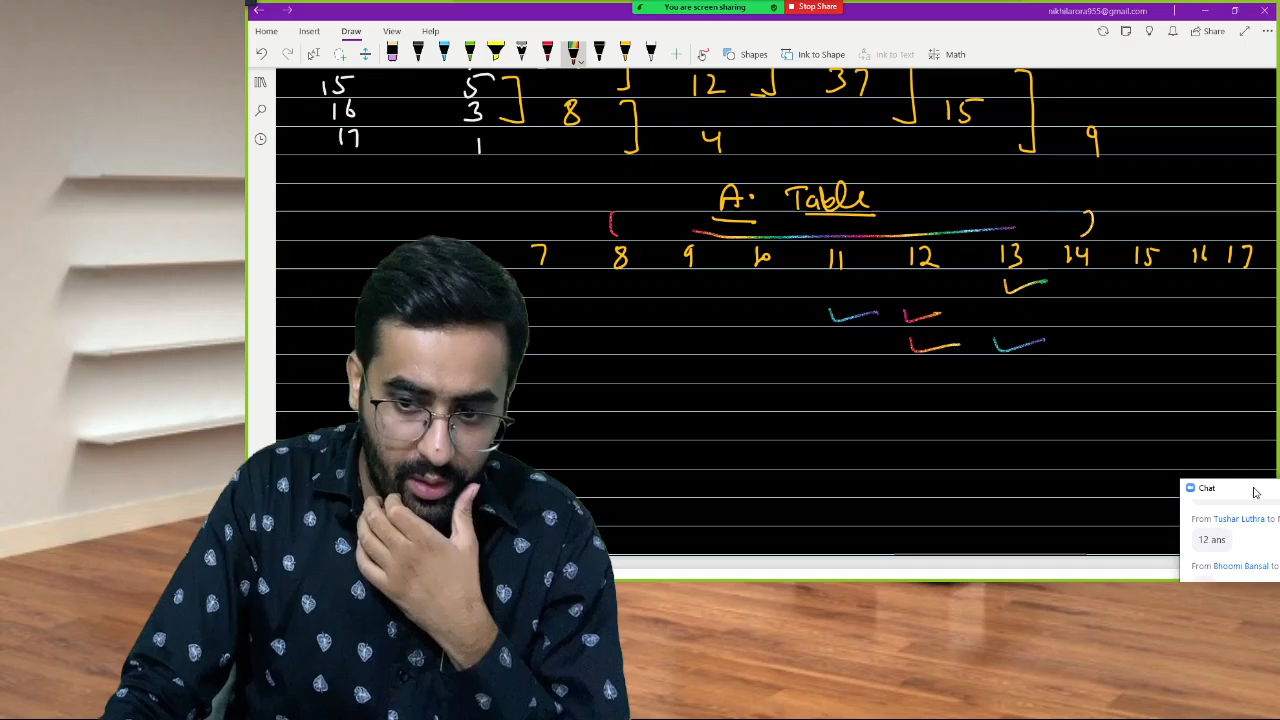 You are screen sharing Stop Share
nikhilarora955@gmail.com
Home Insert Draw View Help Share
Shapes Ink to Shape Ink to Text Math
15 5 12 37
16 3 8 15
17 1 4 9
A. Table
7 8 9 10 11 12 13 14 15 16 17
Chat
From Tushar Luthra to
12 ans
From Bhoomi Bansal to